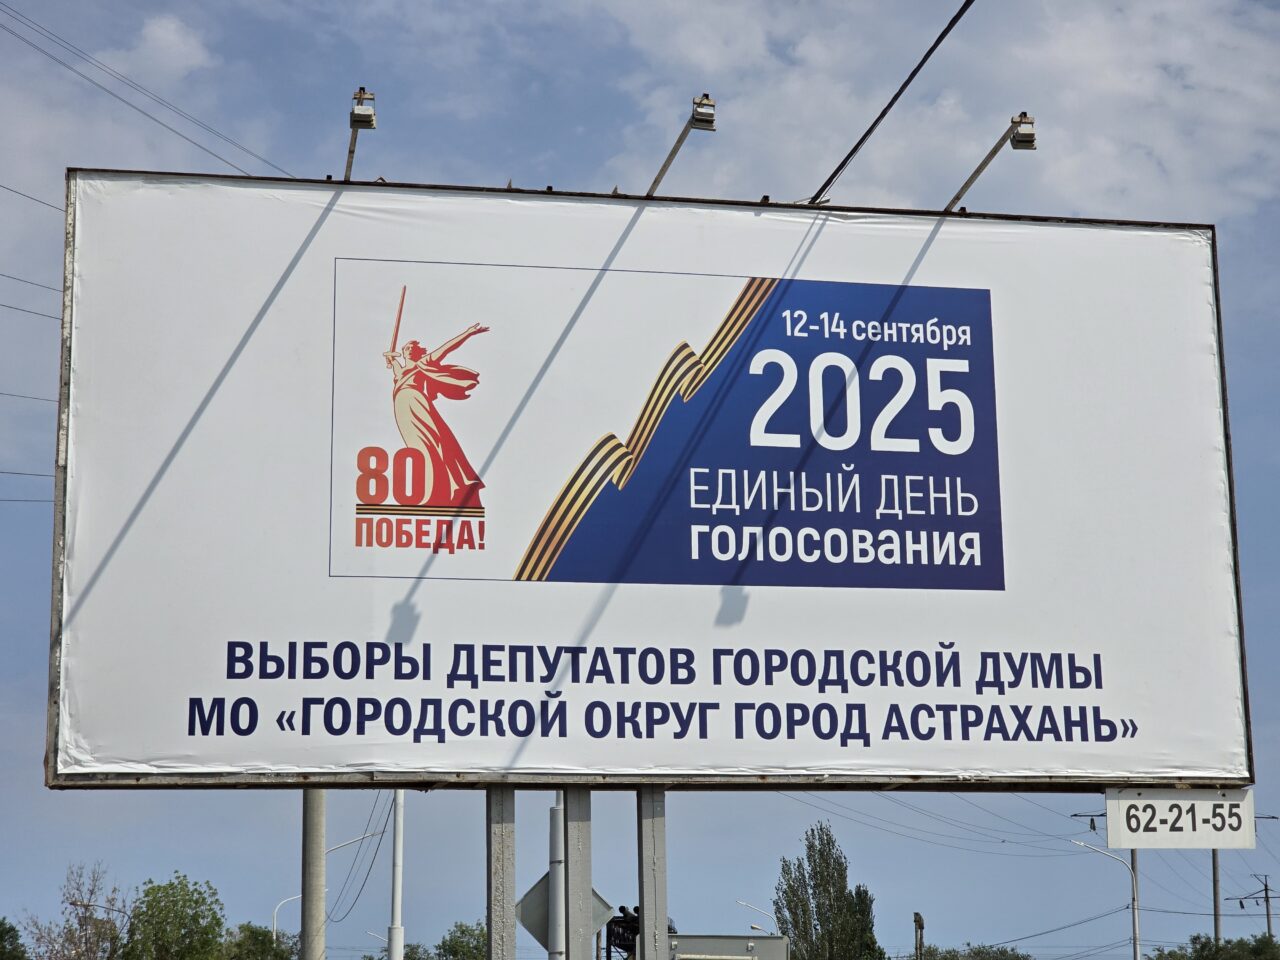 80
ПОБЕДА!
12-14 сентября
2025
ЕДИНЫЙ ДЕНЬ
ГОЛОСОВАНИЯ
ВЫБОРЫ ДЕПУТАТОВ ГОРОДСКОЙ ДУМЫ
МО «ГОРОДСКОЙ ОКРУГ ГОРОД АСТРАХАНЬ»
62-21-55